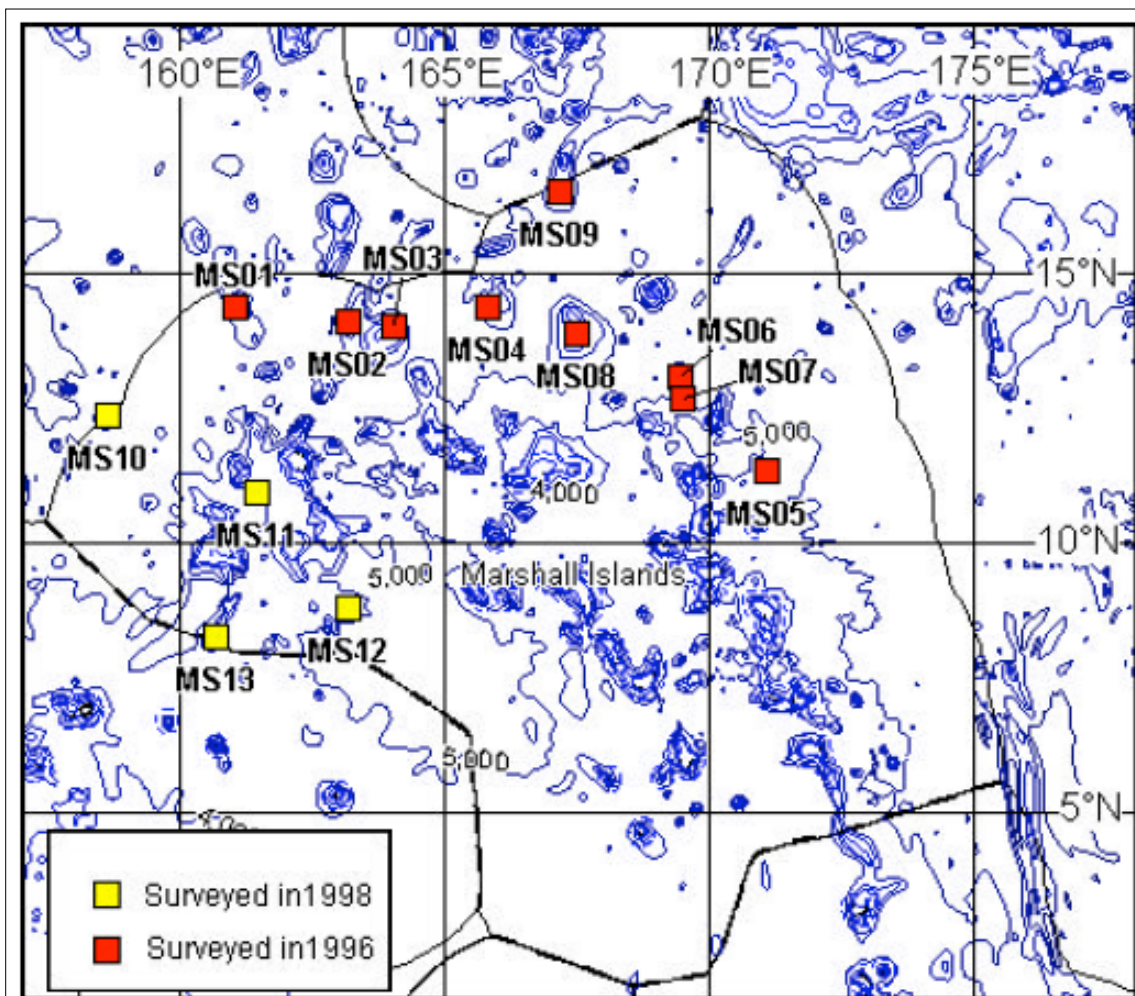 160°E
165°E
170°E
175°E
MS09
MS03
MS01
15°N
MS06
MS04
MS02
MS08
MS07
5,000
MS10
4,000
MS05
MS11
10°N
5,000
Marshall Islands
MS12
MS13
5,000
5°N
Surveyed in1998
Surveyed in1996